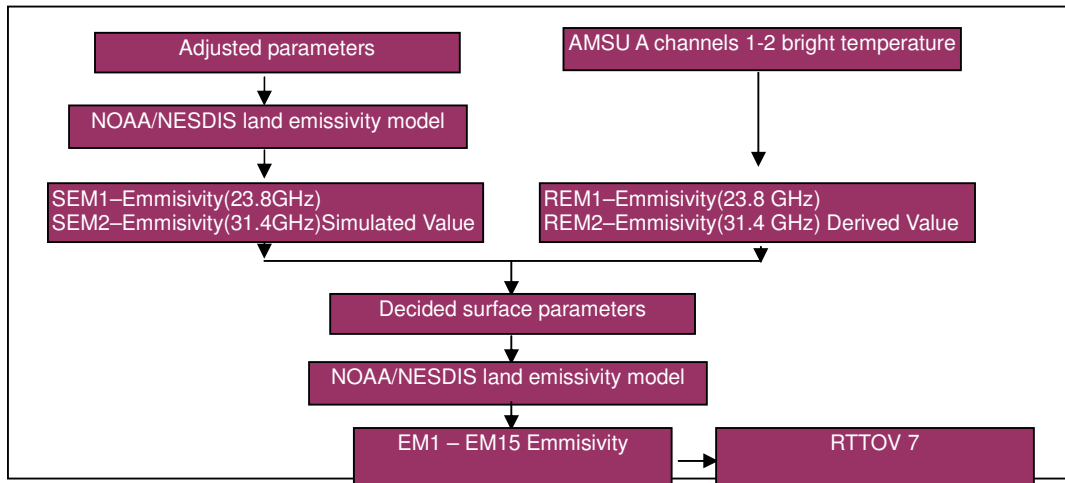 Adjusted parameters
AMSU A channels 1-2 bright temperature
NOAA/NESDIS land emissivity model
SEM1–Emmisivity(23.8GHz)
SEM2–Emmisivity(31.4GHz)Simulated Value
REM1–Emmisivity(23.8 GHz)
REM2–Emmisivity(31.4 GHz) Derived Value
Decided surface parameters
NOAA/NESDIS land emissivity model
EM1 – EM15 Emmisivity
RTTOV 7